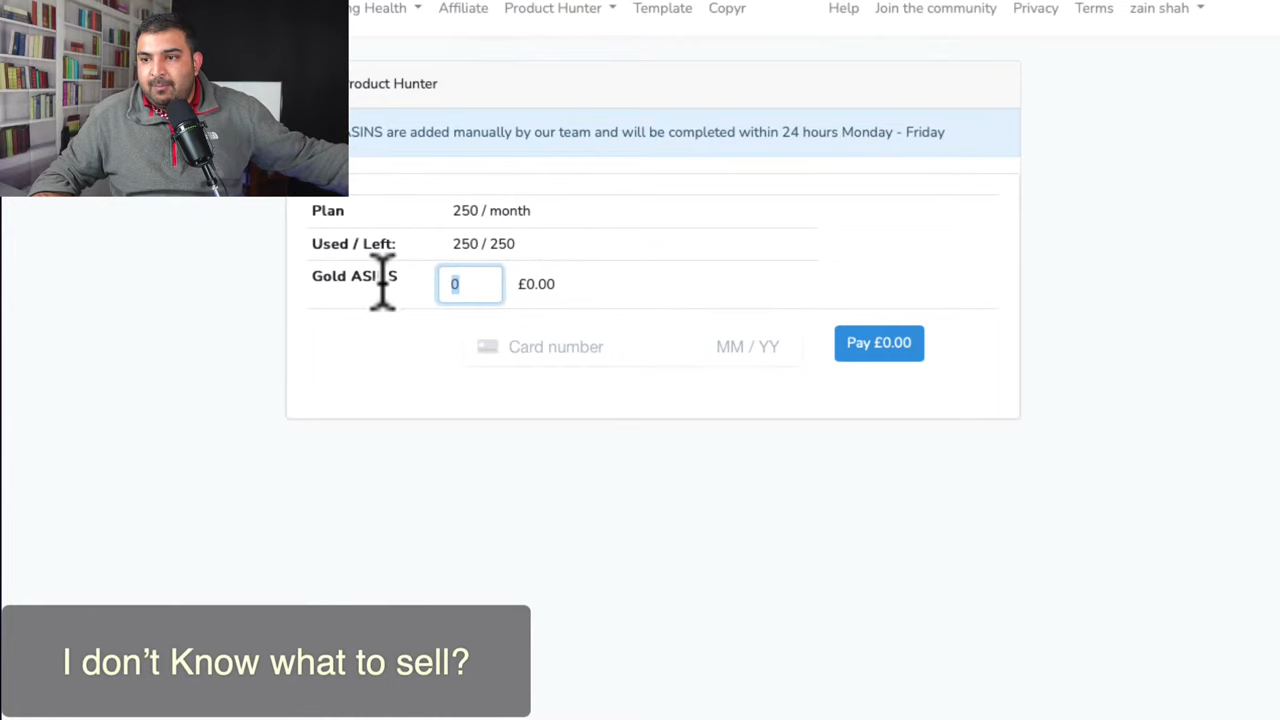 ng Health Affiliate Product Hunter Template Copyr Help Join the community Privacy Terms zain shah
roduct Hunter
ASINS are added manually by our team and will be completed within 24 hours Monday - Friday
Plan 250 / month
Used / Left: 250 / 250
Gold ASINS 0 £0.00
Card number MM / YY Pay £0.00
I don't Know what to sell?